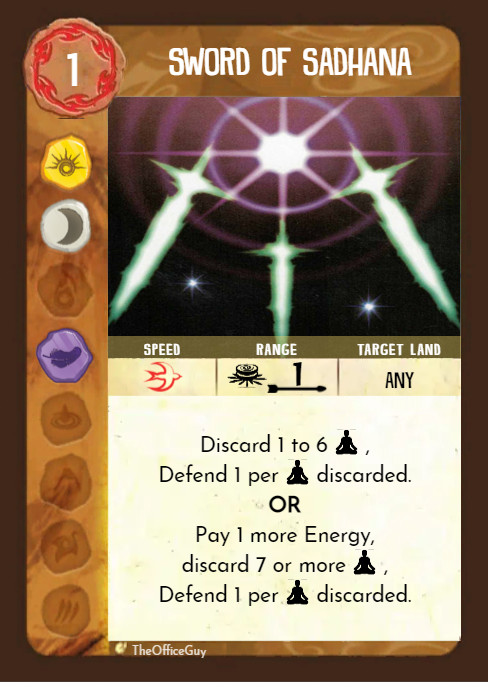 1
SWORD OF SADHANA
SPEED RANGE TARGET LAND
1 ANY
Discard 1 to 6 ,
Defend 1 per discarded.
OR
Pay 1 more Energy,
discard 7 or more ,
Defend 1 per discarded.
TheOfficeGuy